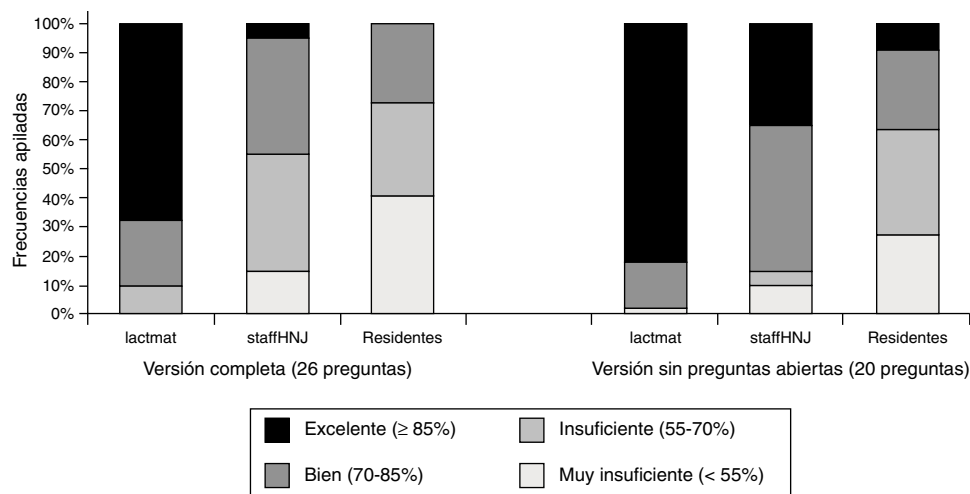 100%
90%
80%
70%
60%
50%
40%
30%
20%
10%
0%
Frecuencias apiladas
lactmat staffHNJ Residentes lactmat staffHNJ Residentes
Versión completa (26 preguntas) Versión sin preguntas abiertas (20 preguntas)
Excelente (≥ 85%) Insuficiente (55-70%)
Bien (70-85%) Muy insuficiente (< 55%)